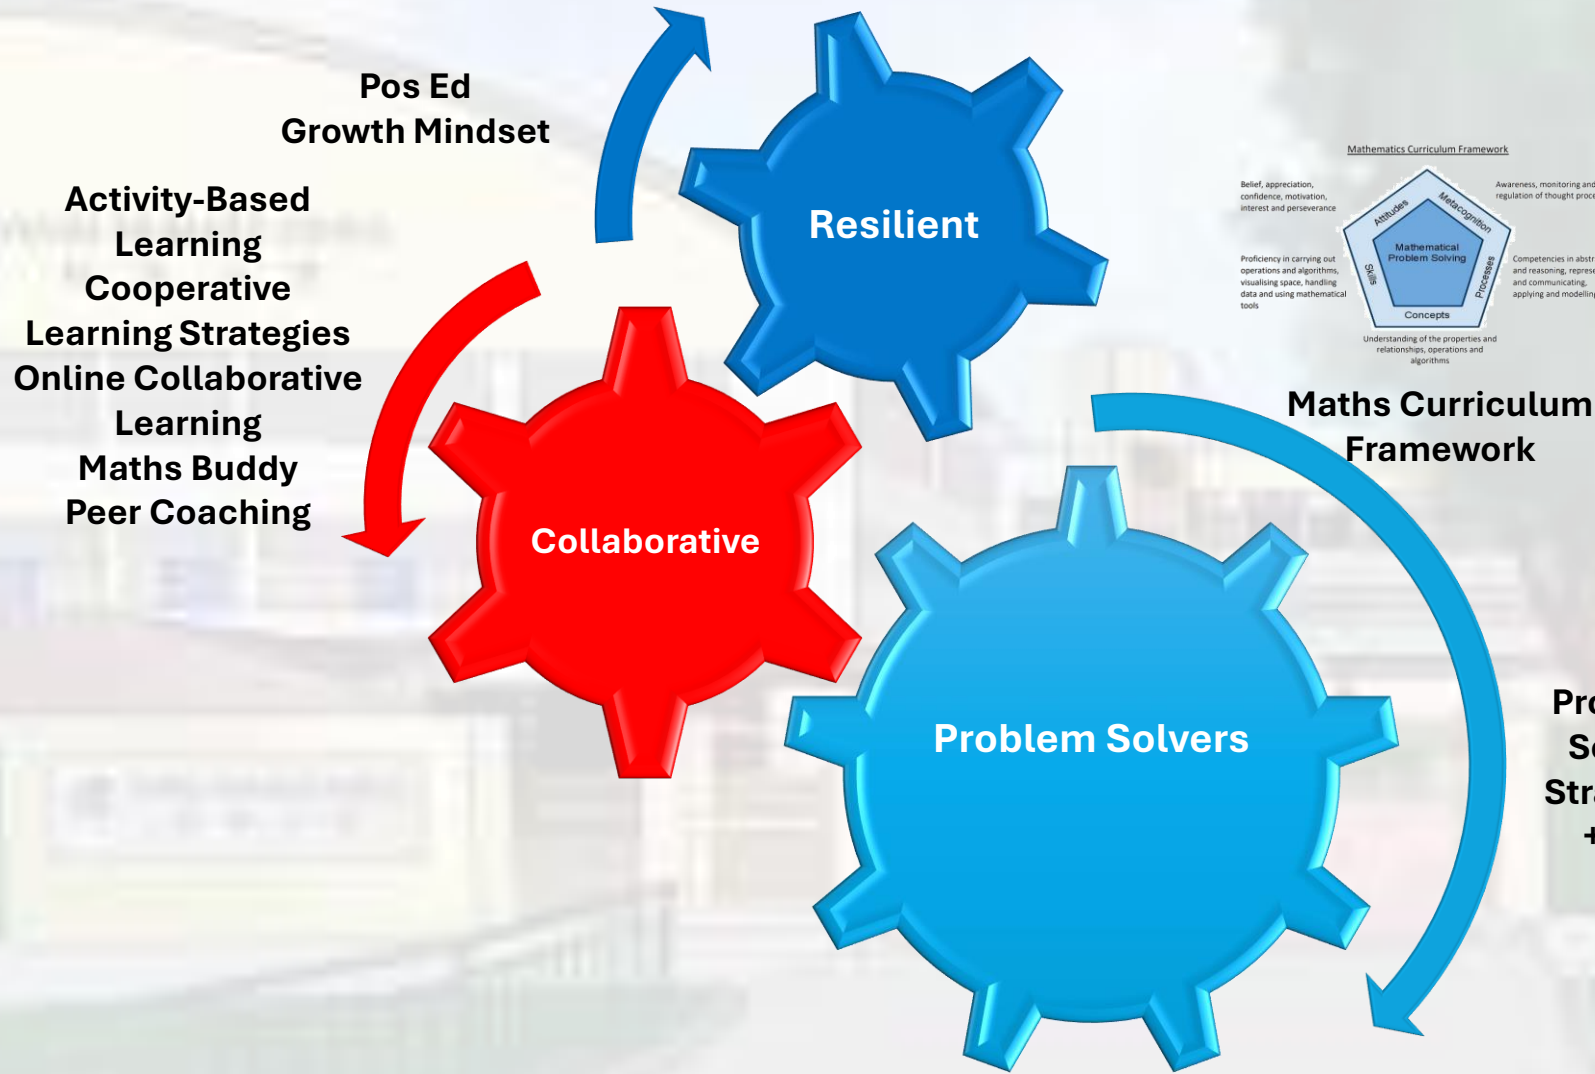 Pos Ed
Growth Mindset
Activity-Based
Learning
Cooperative
Learning Strategies
Online Collaborative
Learning
Maths Buddy
Peer Coaching
Resilient
Collaborative
Problem Solvers
Mathematics Curriculum Framework
Belief, appreciation,
confidence, motivation,
interest and perseverance
Awareness, monitoring and
regulation of thought
Attitudes
Metacognition
Mathematical
Problem Solving
Skills
Processes
Concepts
Proficiency in carrying out
operations and algorithms,
visualising space, handling
data and using mathematical
tools
Competencies in
and reasoning,
and communicating,
applying and modelling
Understanding of the properties and
relationships, operations and
algorithms
Maths Curriculum
Framework
+